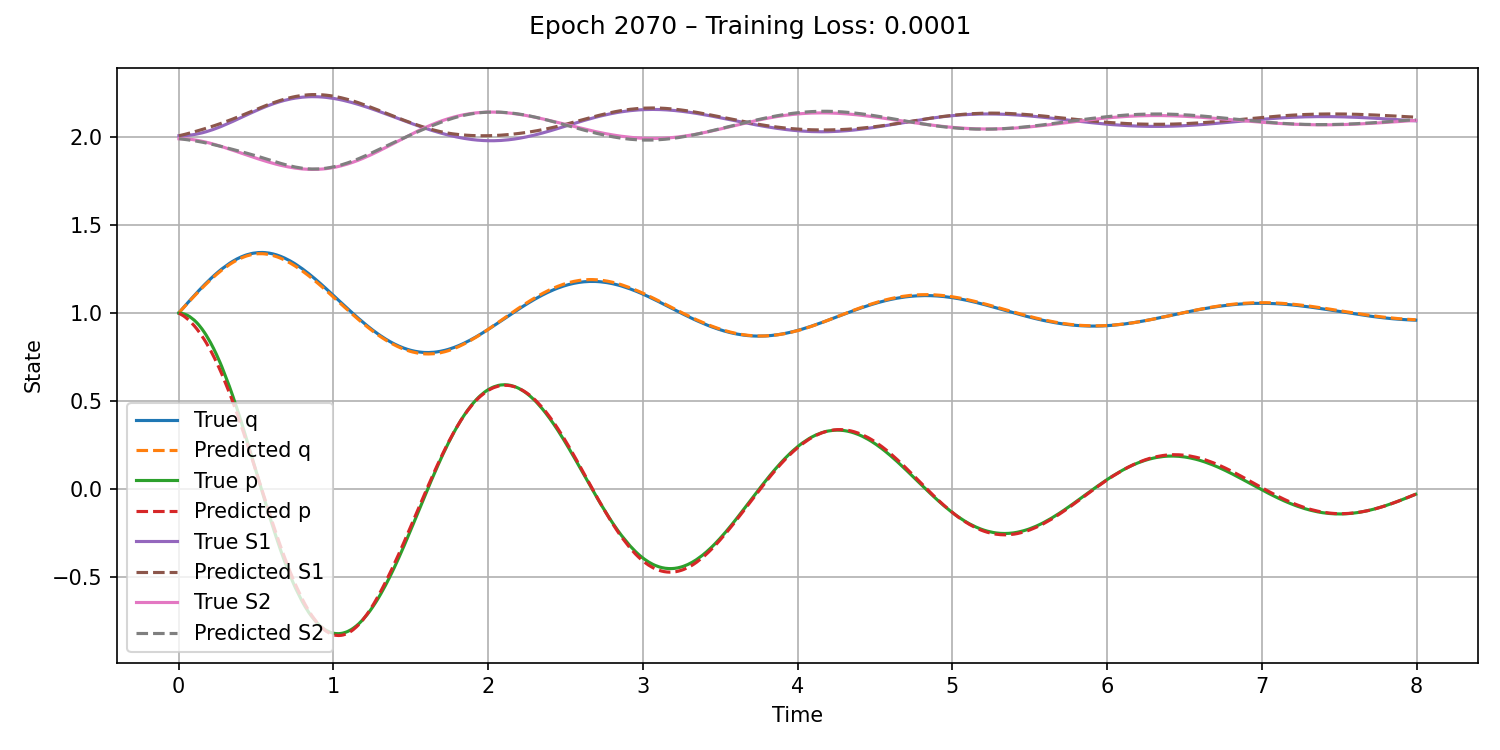 Epoch 2070 – Training Loss: 0.0001
State
2.0
1.5
1.0
0.5
0.0
−0.5
True q
Predicted q
True p
Predicted p
True S1
Predicted S1
True S2
Predicted S2
0 1 2 3 4 5 6 7 8
Time